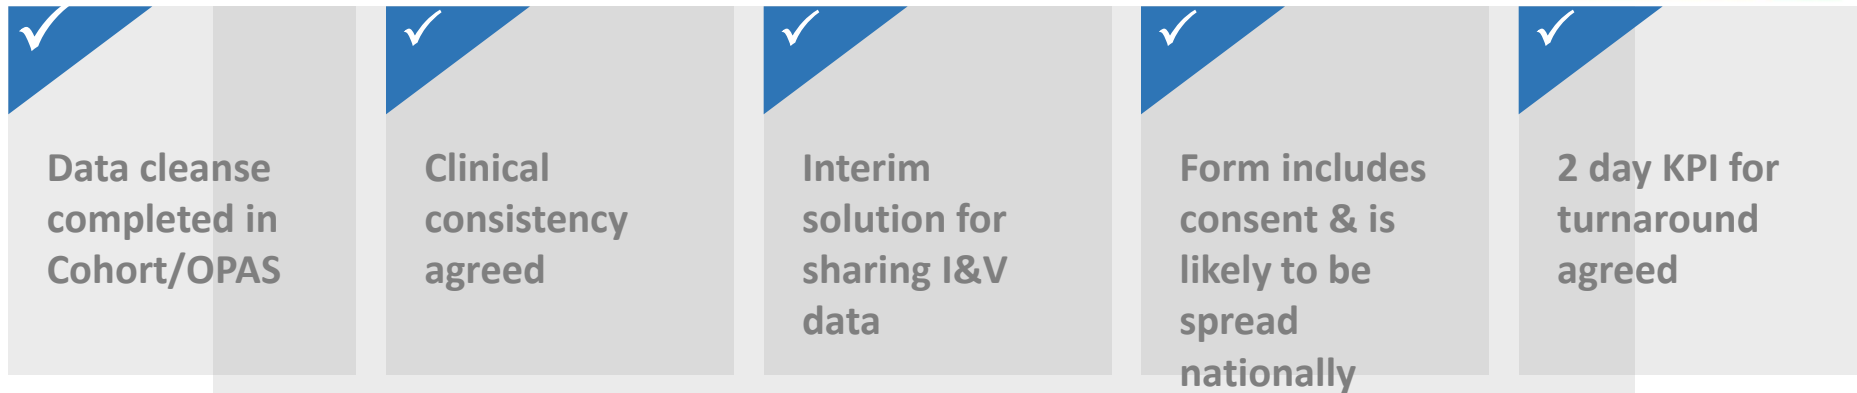 Data cleanse
completed in
Cohort/OPAS
Clinical
consistency
agreed
Interim
solution for
sharing I&V
data
Form includes
consent & is
likely to be
spread
nationally
2 day KPI for
turnaround
agreed